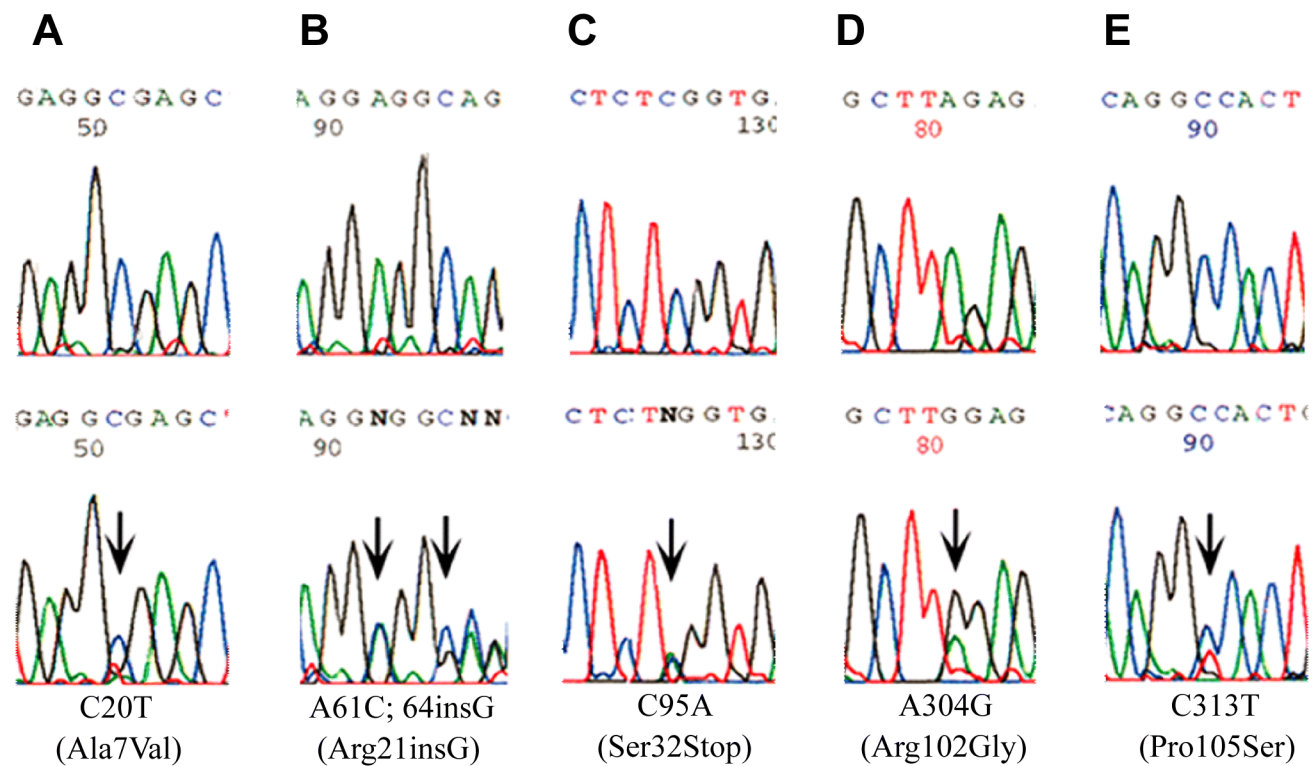 A B C D E
GAGGCGAGC AGGAGGCAG CTCTCGGTG GCTTAGAG CAGGCCACT
50 90 130 80 90
GAGGCGAGC AGGNGGCNN CTCTNGGTG GCTTGGAG CAGGCCACT
50 90 130 80 90
C20T A61C; 64insG C95A A304G C313T
(Ala7Val) (Arg21insG) (Ser32Stop) (Arg102Gly) (Pro105Ser)